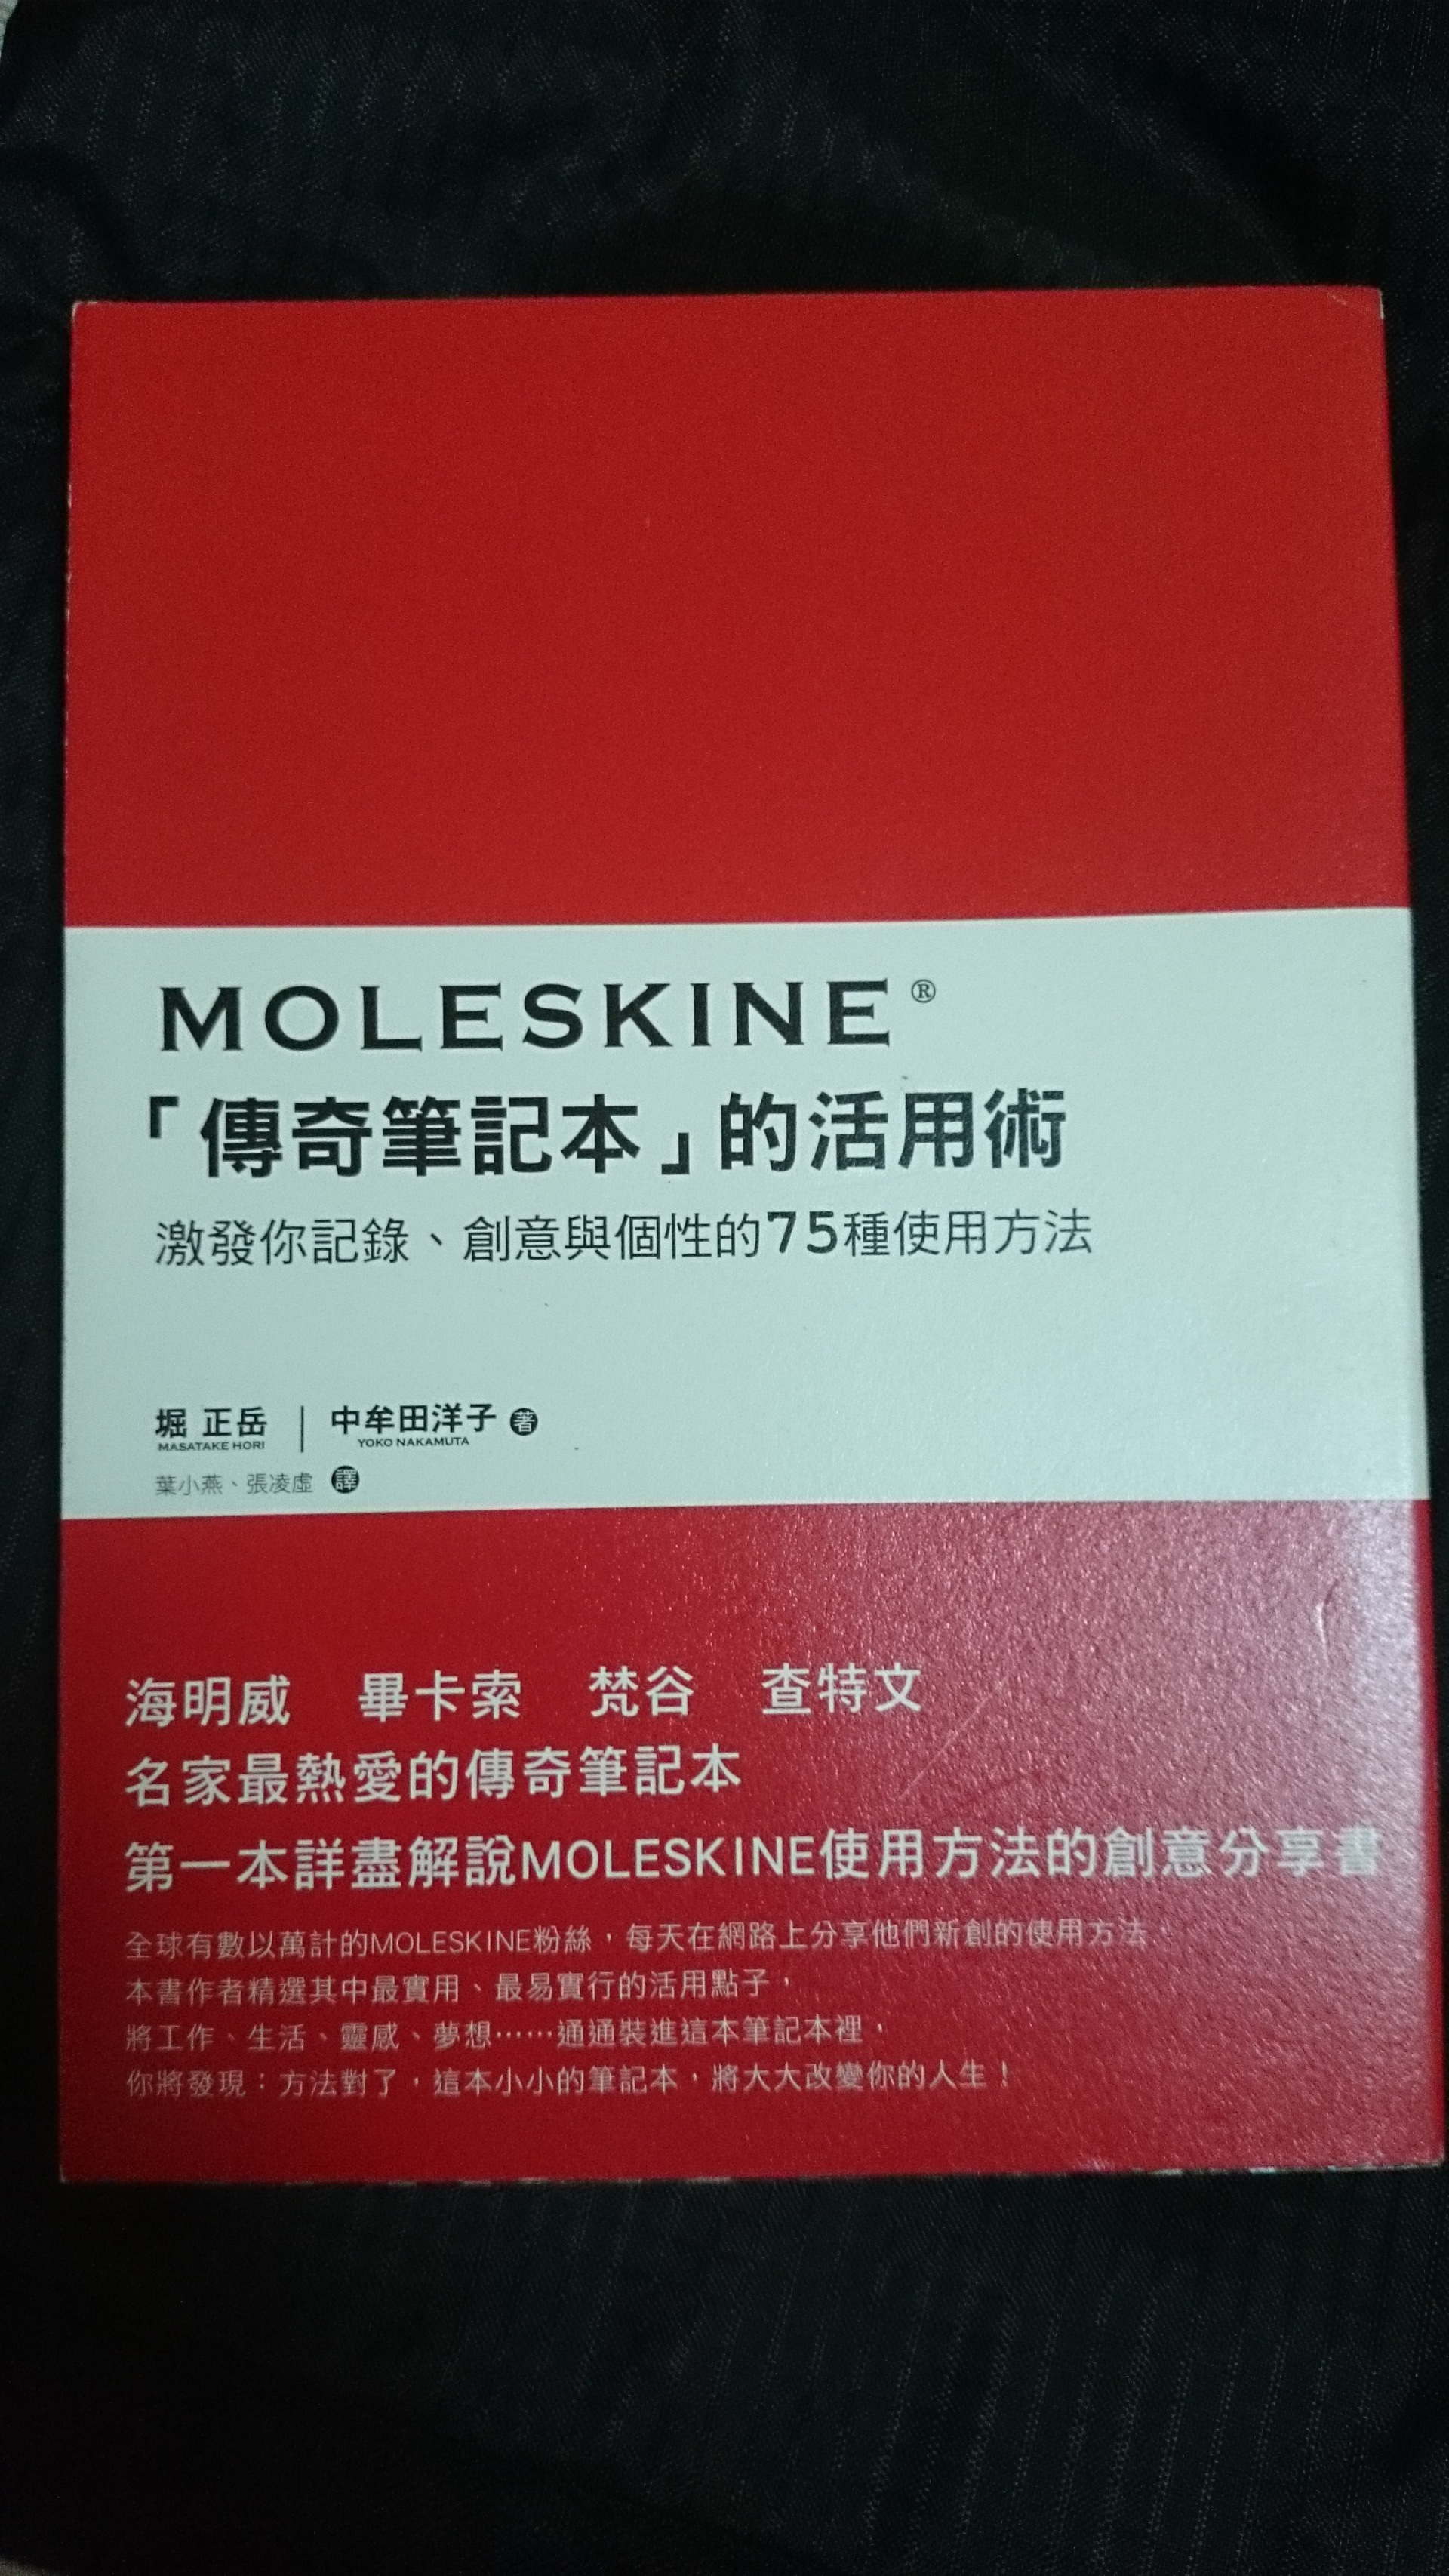 MOLESKINE®
「傳奇筆記本」的活用術
激發你記錄、創意與個性的75種使用方法
堀 正岳 | 中牟田洋子 著
MASATAKE HORI YOKO NAKAMUTA
葉小燕、張凌虛 譯
海明威 畢卡索 梵谷 查特文
名家最熱愛的傳奇筆記本
第一本詳盡解說MOLESKINE使用方法的創意分享書
全球有數以萬計的MOLESKINE粉絲，每天在網路上分享他們新創的使用方法，
本書作者精選其中最實用、最易實行的活用點子，
將工作、生活、靈感、夢想……通通裝進這本筆記本裡，
你將發現：方法對了，這本小小的筆記本，將大大改變你的人生！